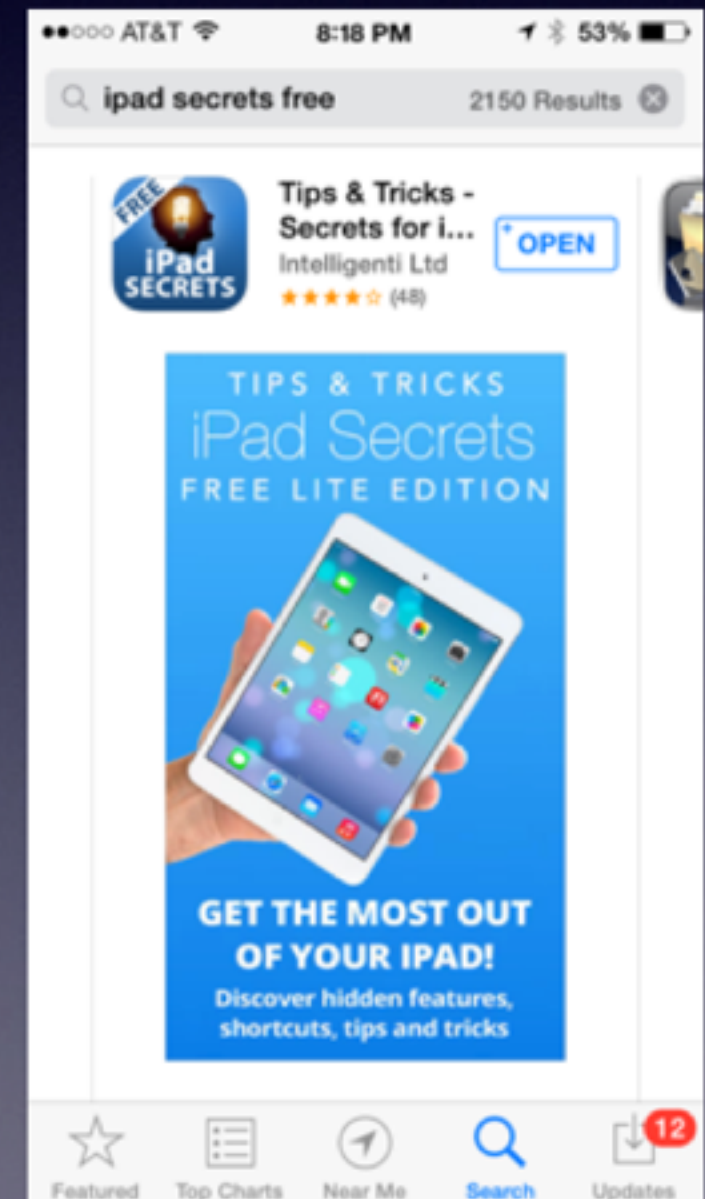 AT&T 8:18 PM 53%
ipad secrets free 2150 Results
FREE
iPad
SECRETS
Tips & Tricks -
Secrets for i...
Intelligenti Ltd
(48)
+ OPEN
TIPS & TRICKS
iPad Secrets
FREE LITE EDITION
GET THE MOST OUT
OF YOUR IPAD!
Discover hidden features,
shortcuts, tips and tricks
12
Featured Top Charts Near Me Search Updates